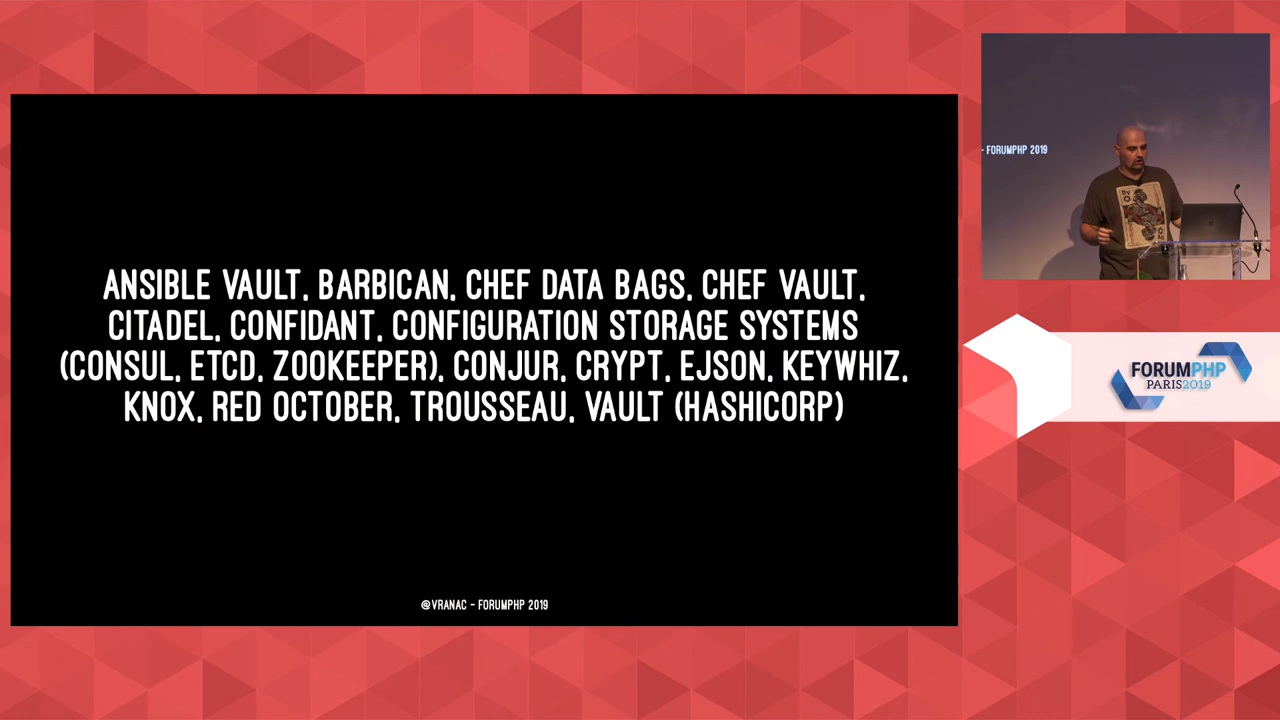 ANSIBLE VAULT, BARBICAN, CHEF DATA BAGS, CHEF VAULT,
CITADEL, CONFIDANT, CONFIGURATION STORAGE SYSTEMS
(CONSUL, ETCD, ZOOKEEPER), CONJUR, CRYPT, EJSON, KEYWHIZ,
KNOX, RED OCTOBER, TROUSSEAU, VAULT (HASHICORP)
@VRANAC - FORUMPHP 2019
- FORUMPHP 2019
FORUMPHP
PARIS2019